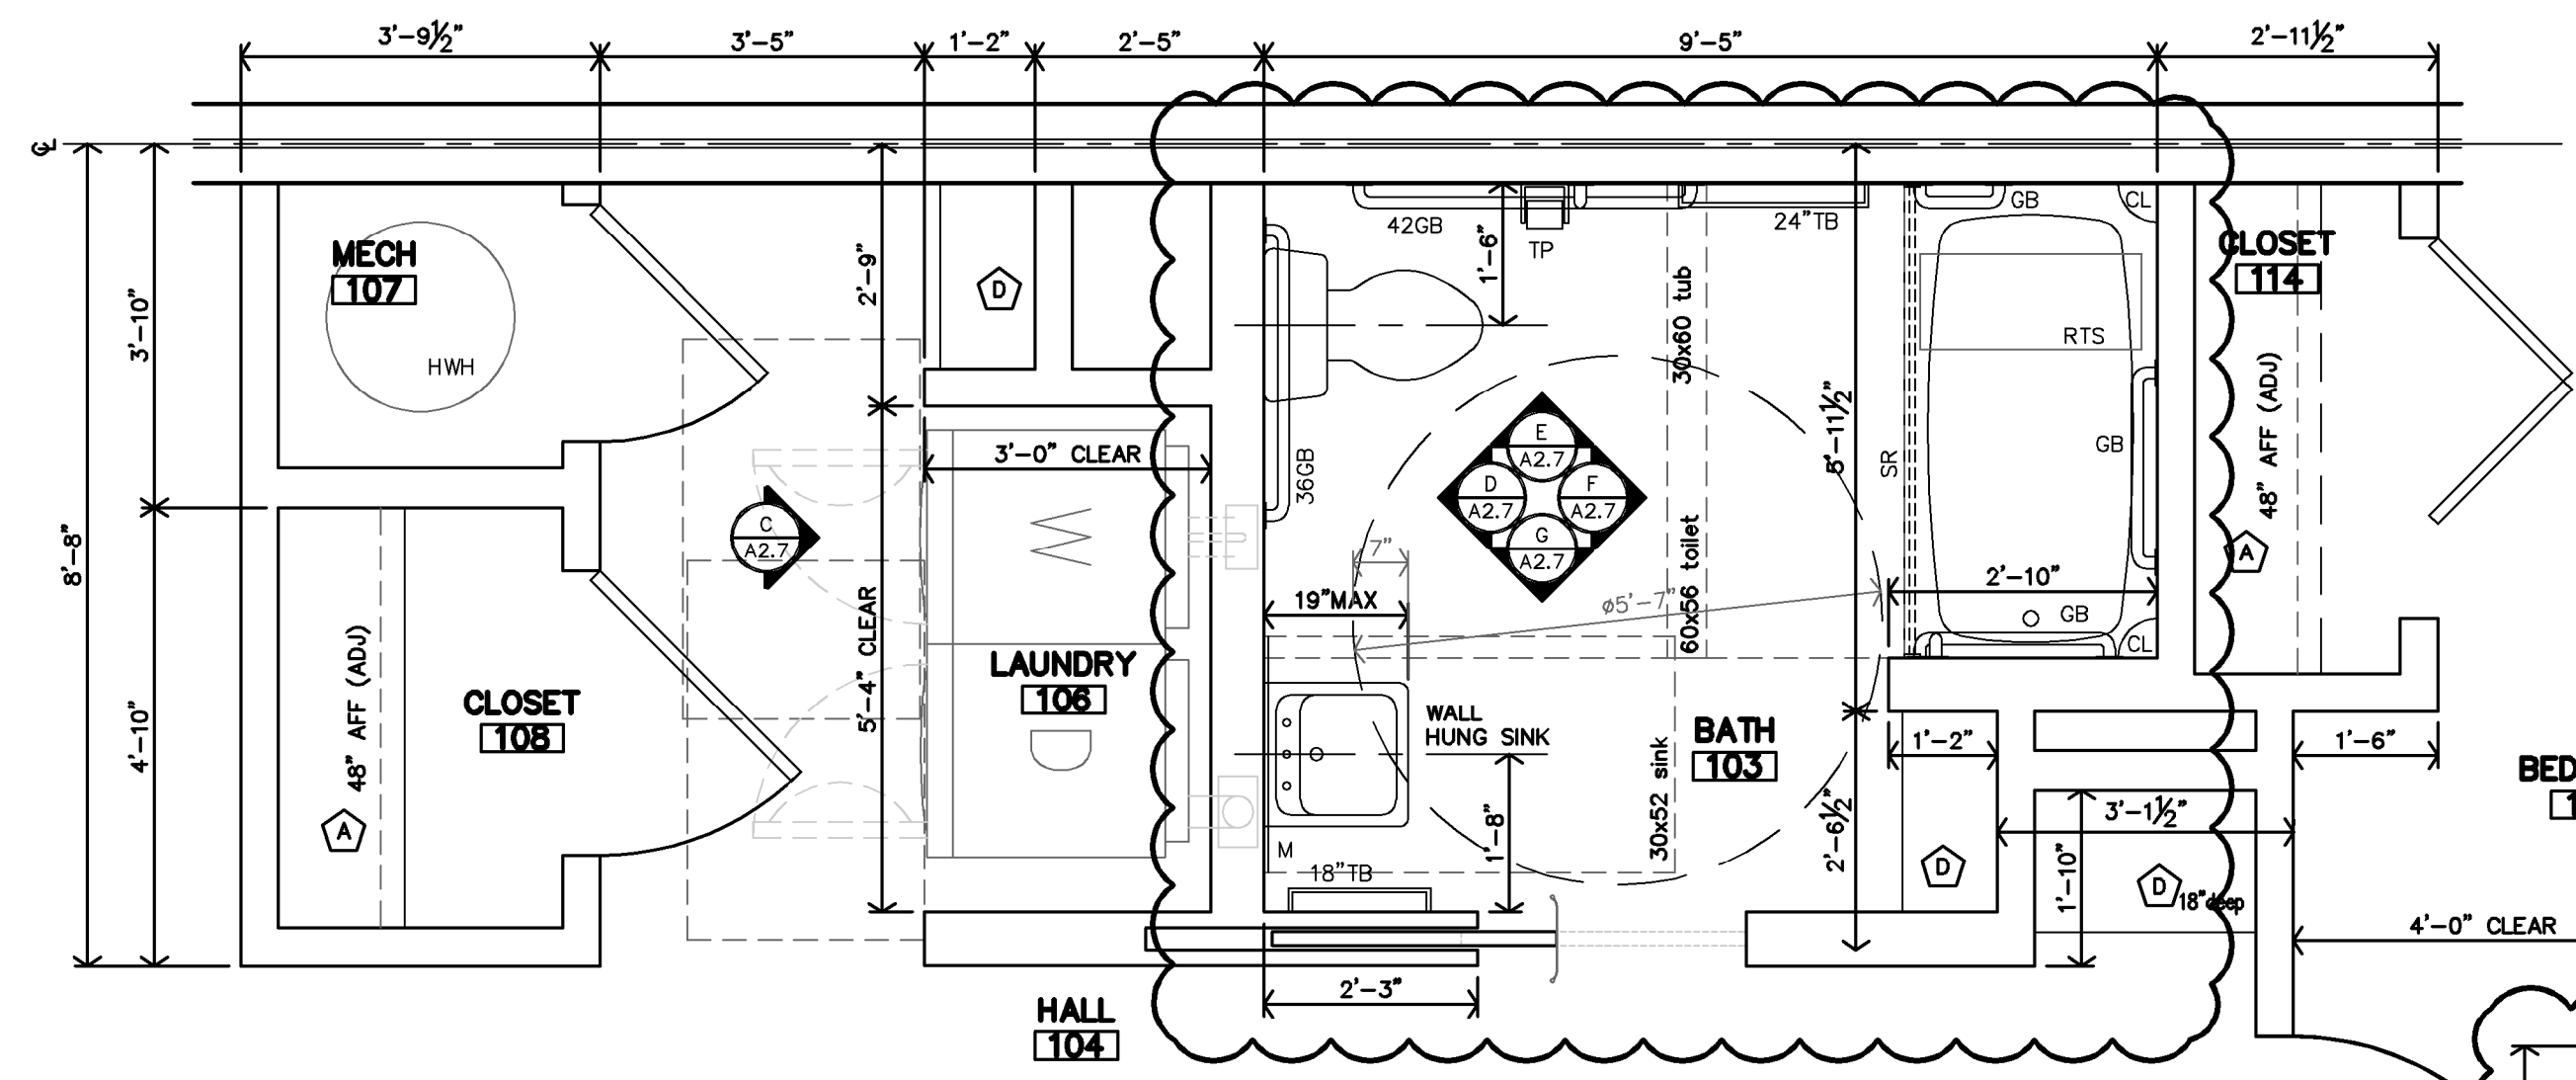 3'-9½"
3'-5"
1'-2"
2'-5"
9'-5"
2'-11½"
℄
8'-8"
3'-10"
4'-10"
MECH
107
HWH
2'-9"
D
42GB
TP
1'-6"
24"TB
GB
CL
CLOSET
114
30x60 tub
RTS
5'-11½"
48" AFF (ADJ)
3'-0" CLEAR
36GB
E
A2.7
D
A2.7
F
A2.7
G
A2.7
SR
GB
C
A2.7
A
7"
19"MAX
ø5'-7"
60x56 toilet
2'-10"
GB
CL
5'-4" CLEAR
LAUNDRY
106
48" AFF (ADJ)
CLOSET
108
WALL
HUNG SINK
BATH
103
1'-2"
1'-6"
BED
1
A
M
18"TB
1'-8"
30x52 sink
2'-6½"
3'-1½"
D
1'-10"
D
18"deep
4'-0" CLEAR
2'-3"
HALL
104